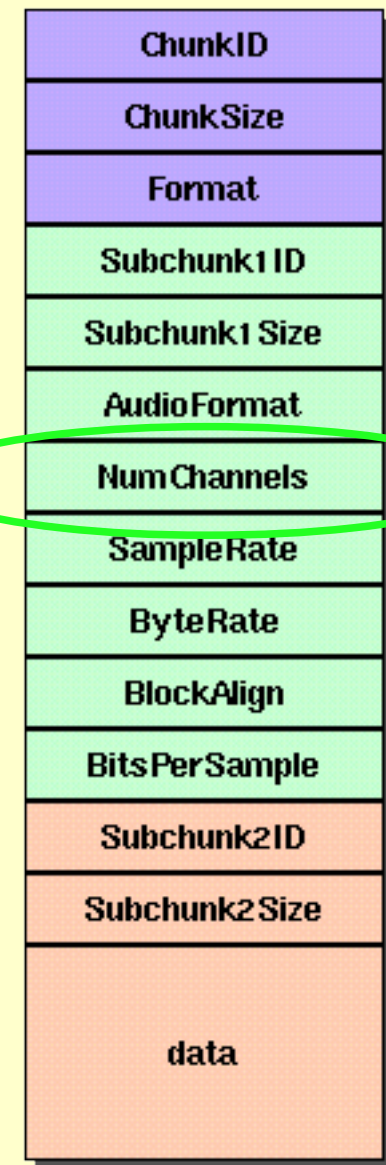 ChunkID
ChunkSize
Format
Subchunk1ID
Subchunk1Size
AudioFormat
NumChannels
SampleRate
ByteRate
BlockAlign
BitsPerSample
Subchunk2ID
Subchunk2Size
data